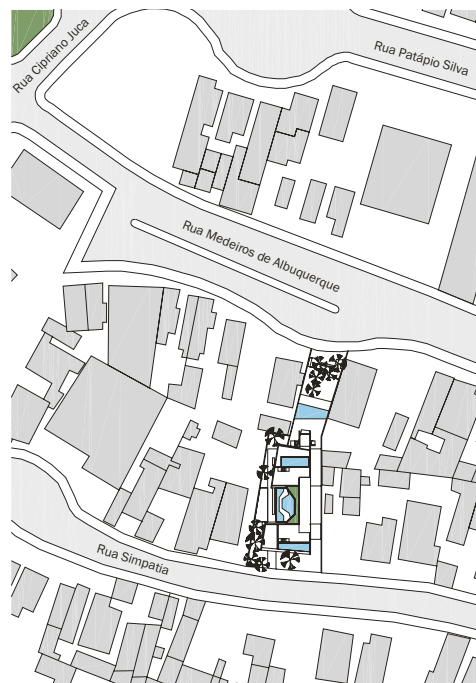 Rua Cipriano Juca
Rua Patápio Silva
Rua Medeiros de Albuquerque
Rua Simpatia